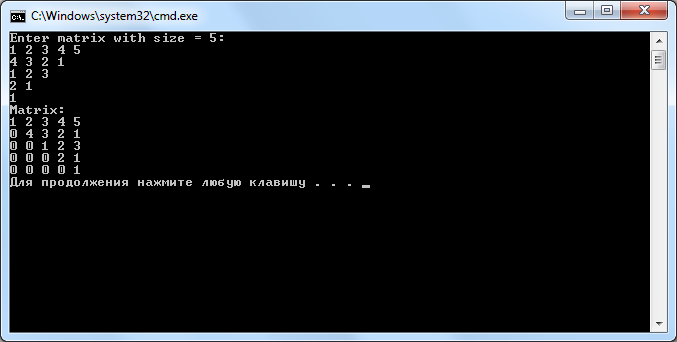 C:\Windows\system32\cmd.exe
Enter matrix with size = 5:
1 2 3 4 5
4 3 2 1
1 2 3
2 1
1
Matrix:
1 2 3 4 5
0 4 3 2 1
0 0 1 2 3
0 0 0 2 1
0 0 0 0 1
Для продолжения нажмите любую клавишу . . .